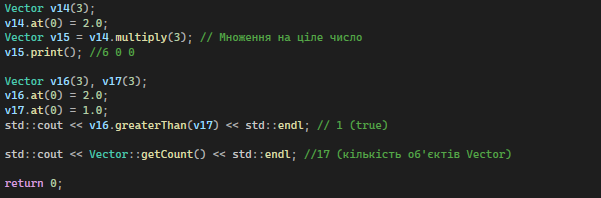 Vector v14(3);
v14.at(0) = 2.0;
Vector v15 = v14.multiply(3); // Множення на ціле число
v15.print(); //6 0 0
Vector v16(3), v17(3);
v16.at(0) = 2.0;
v17.at(0) = 1.0;
std::cout << v16.greaterThan(v17) << std::endl; // 1 (true)
std::cout << Vector::getCount() << std::endl; //17 (кількість об'єктів Vector)
return 0;